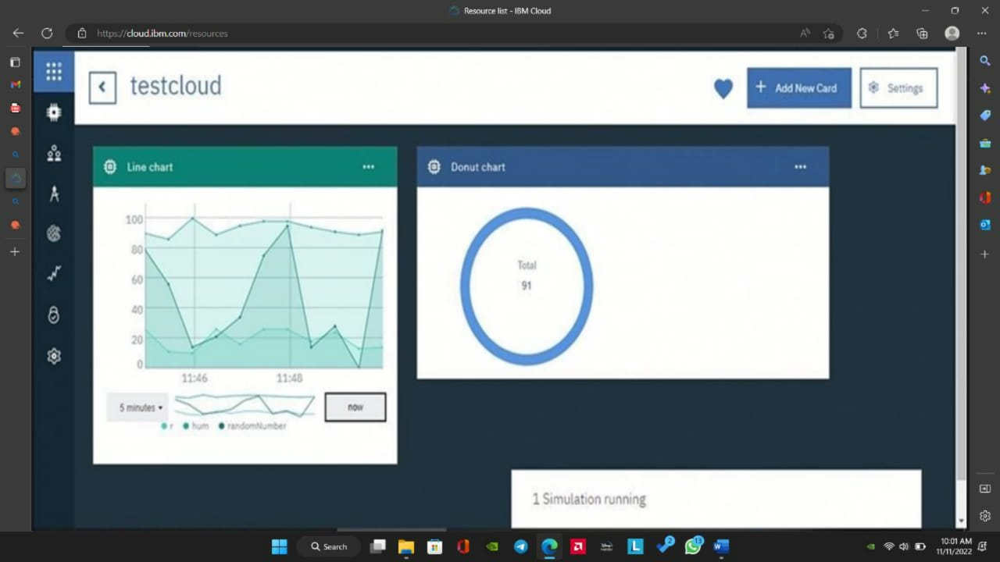 Resource list - IBM Cloud
https://cloud.ibm.com/resources
testcloud
Add New Card
Settings
Line chart
Donut chart
100
80
60
40
20
0
11:46 11:48
Total
91
5 minutes
now
r hum randomNumber
1 Simulation running
Search
2
13
10:01 AM
11/11/2022